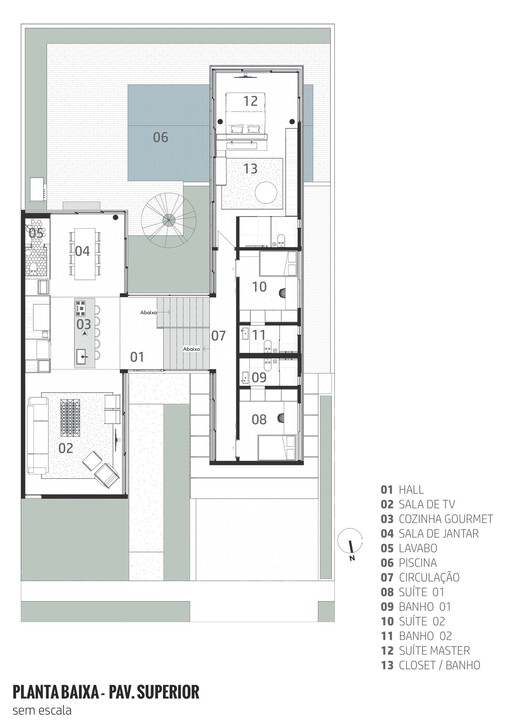 12
06
13
05
04
10
Abaixo
03
07
11
Abaixo
01
09
08
02
N
01 HALL
02 SALA DE TV
03 COZINHA GOURMET
04 SALA DE JANTAR
05 LAVABO
06 PISCINA
07 CIRCULAÇÃO
08 SUÍTE 01
09 BANHO 01
10 SUÍTE 02
11 BANHO 02
12 SUÍTE MASTER
13 CLOSET / BANHO
PLANTA BAIXA - PAV. SUPERIOR
sem escala